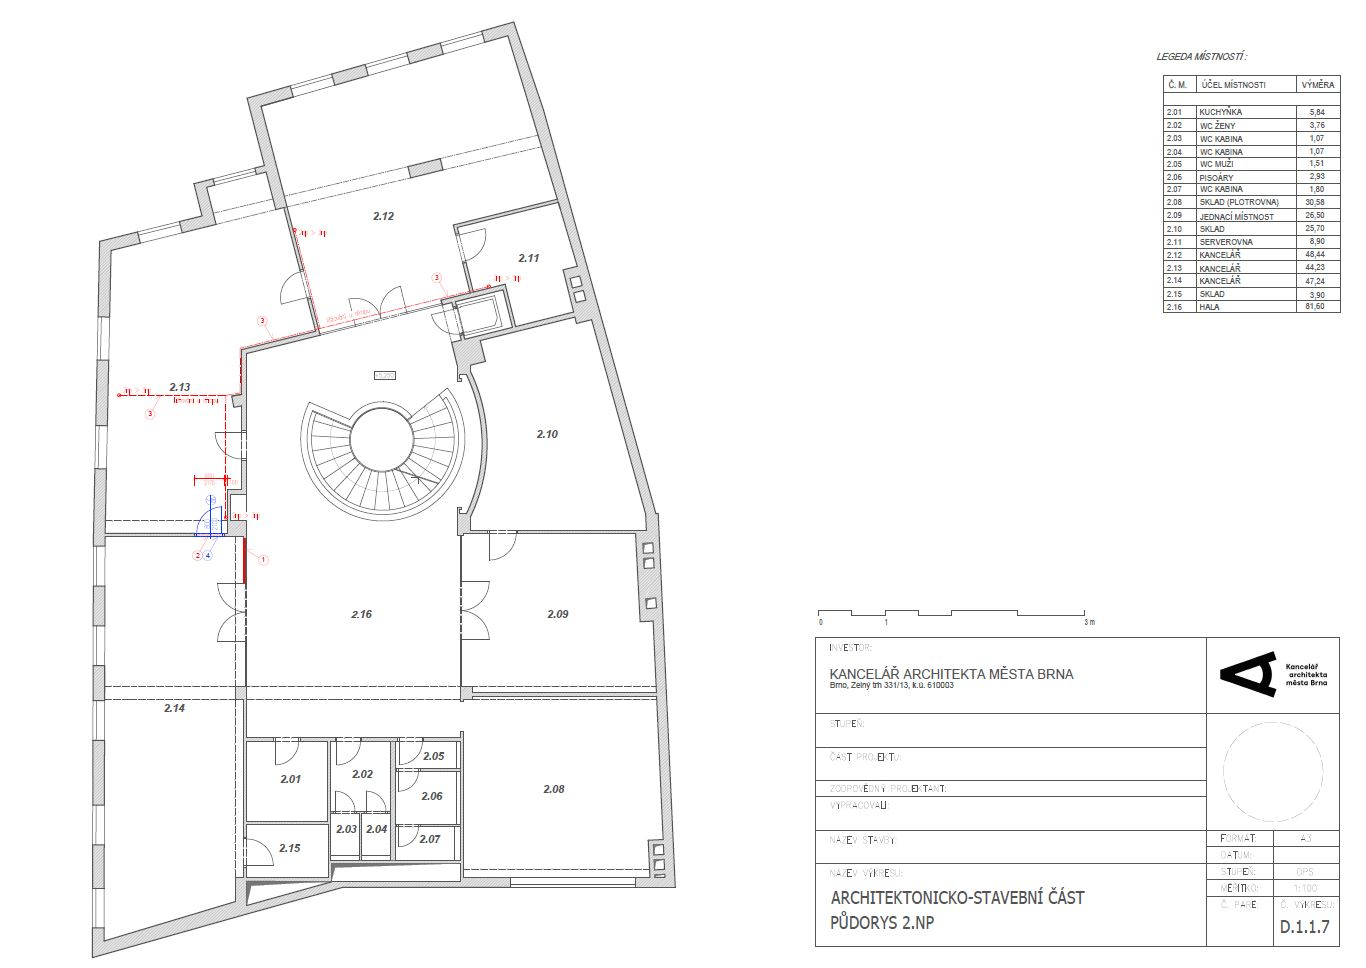 LEGEDA MÍSTNOSTÍ:
Č. M. ÚČEL MÍSTNOSTI VÝMĚRA
2.01 KUCHYŇKA 5,84
2.02 WC ŽENY 3,76
2.03 WC KABINA 1,07
2.04 WC KABINA 1,07
2.05 WC MUŽI 1,51
2.06 PISOÁRY 2,93
2.07 WC KABINA 1,80
2.08 SKLAD (PLOTROVNA) 30,58
2.09 JEDNACÍ MÍSTNOST 26,50
2.10 SKLAD 25,70
2.11 SERVEROVNA 8,90
2.12 KANCELÁŘ 48,44
2.13 KANCELÁŘ 44,23
2.14 KANCELÁŘ 47,24
2.15 SKLAD 3,90
2.16 HALA 81,60
2.12
2.11
3
3
2.13
3
2.10
2
4
1
2.16
2.09
2.14
2.05
2.01
2.02
2.06
2.08
2.03
2.04
2.07
2.15
0 1 3 m
INVESTOR:
KANCELÁŘ ARCHITEKTA MĚSTA BRNA
Brno, Zelný trh 331/13, k.ú. 610003
Kancelář
architekta
města Brna
STUPEŇ:
ČÁST PROJEKTU:
ZODPOVĚDNÝ PROJEKTANT:
VYPRACOVAL:
NÁZEV STAVBY:
NÁZEV VÝKRESU:
ARCHITEKTONICKO-STAVEBNÍ ČÁST
PŮDORYS 2.NP
FORMÁT: A3
DATUM:
STUPEŇ: DPS
MĚŘÍTKO: 1:100
Č. PARÉ: Č. VÝKRESU:
D.1.1.7